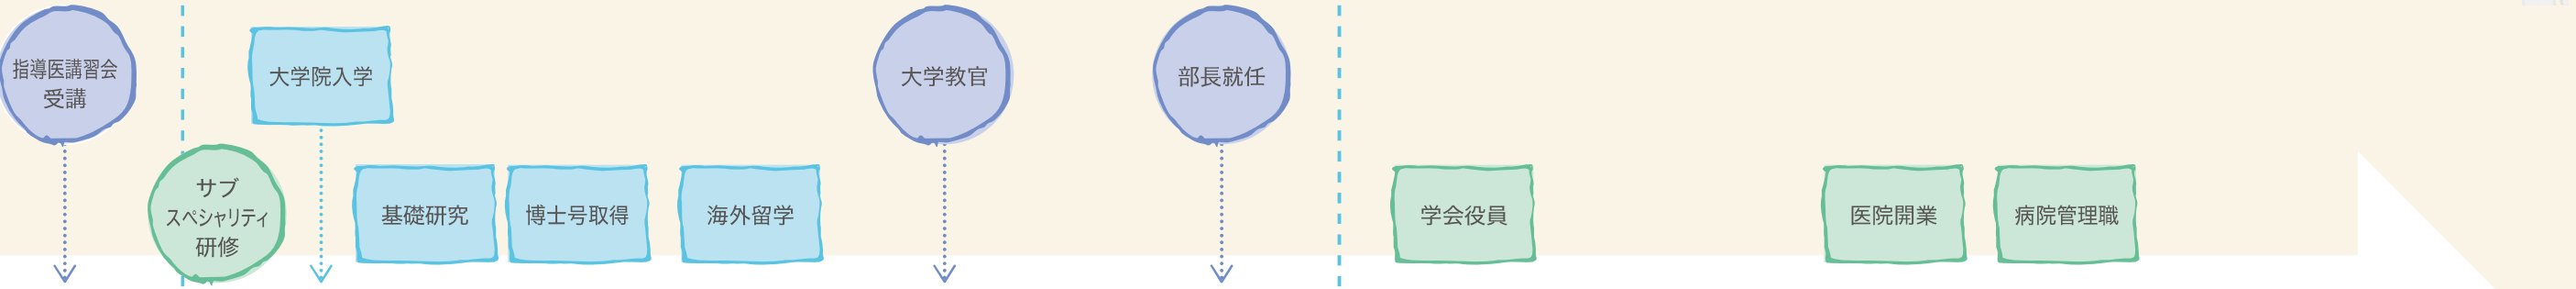 指導医講習会
受講
サブ
スペシャリティ
研修
大学院入学
基礎研究
博士号取得
海外留学
大学教官
部長就任
学会役員
医院開業
病院管理職